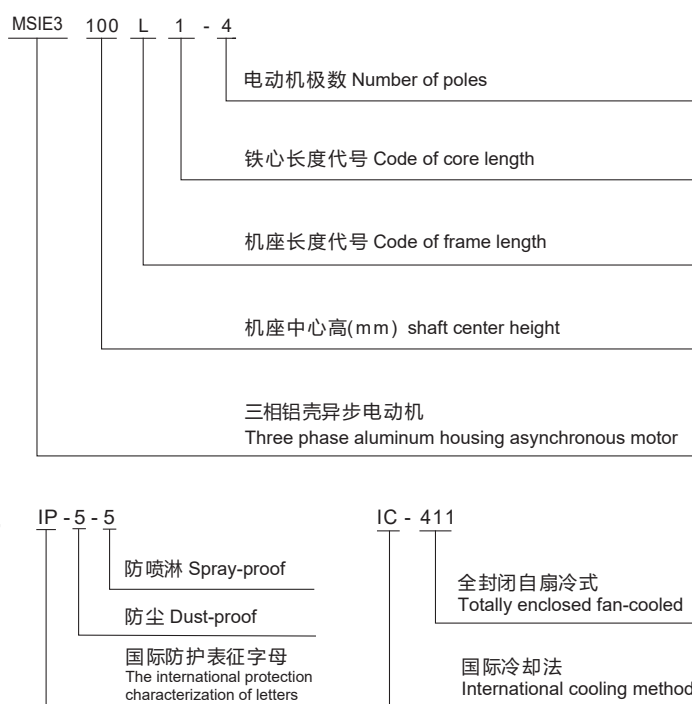 MSIE3 100 L 1 - 4
电动机极数 Number of poles
铁心长度代号 Code of core length
机座长度代号 Code of frame length
机座中心高(mm) shaft center height
三相铝壳异步电动机
Three phase aluminum housing asynchronous motor
IP - 5 - 5
防喷淋 Spray-proof
防尘 Dust-proof
国际防护表征字母
The international protection
characterization of letters
IC - 411
全封闭自扇冷式
Totally enclosed fan-cooled
国际冷却法
International cooling method